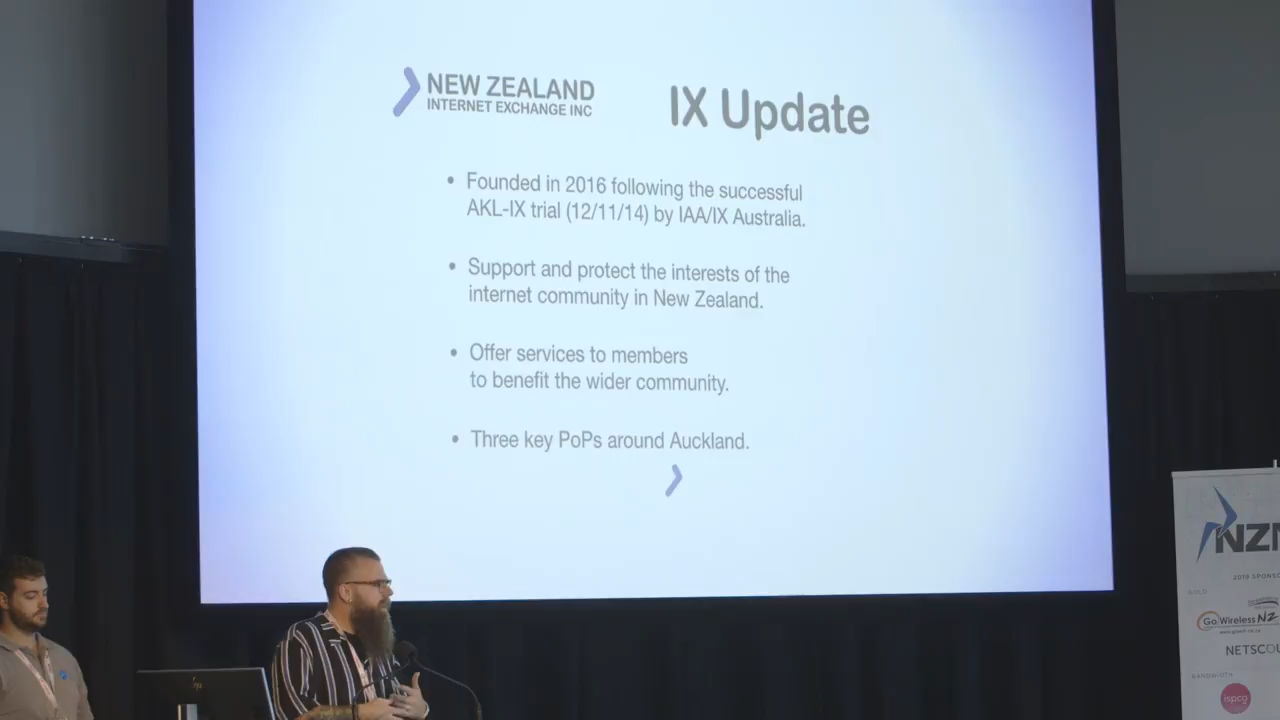 NEW ZEALAND
INTERNET EXCHANGE INC
IX Update
• Founded in 2016 following the successful
AKL-IX trial (12/11/14) by IAA/IX Australia.
• Support and protect the interests of the
internet community in New Zealand.
• Offer services to members
to benefit the wider community.
• Three key PoPs around Auckland.
hp
2019 SPONSO
GOLD
Go Wireless NZ
NETSCOU
BANDWIDTH
ispco